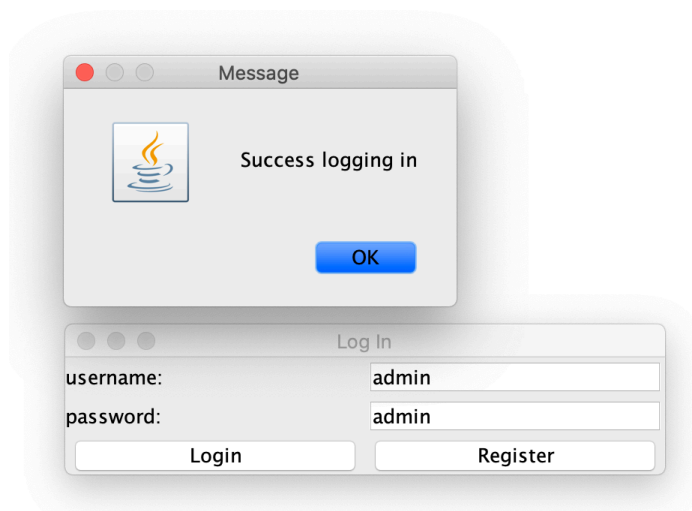 Message
Success logging in
OK
Log In
username: admin
password: admin
Login Register